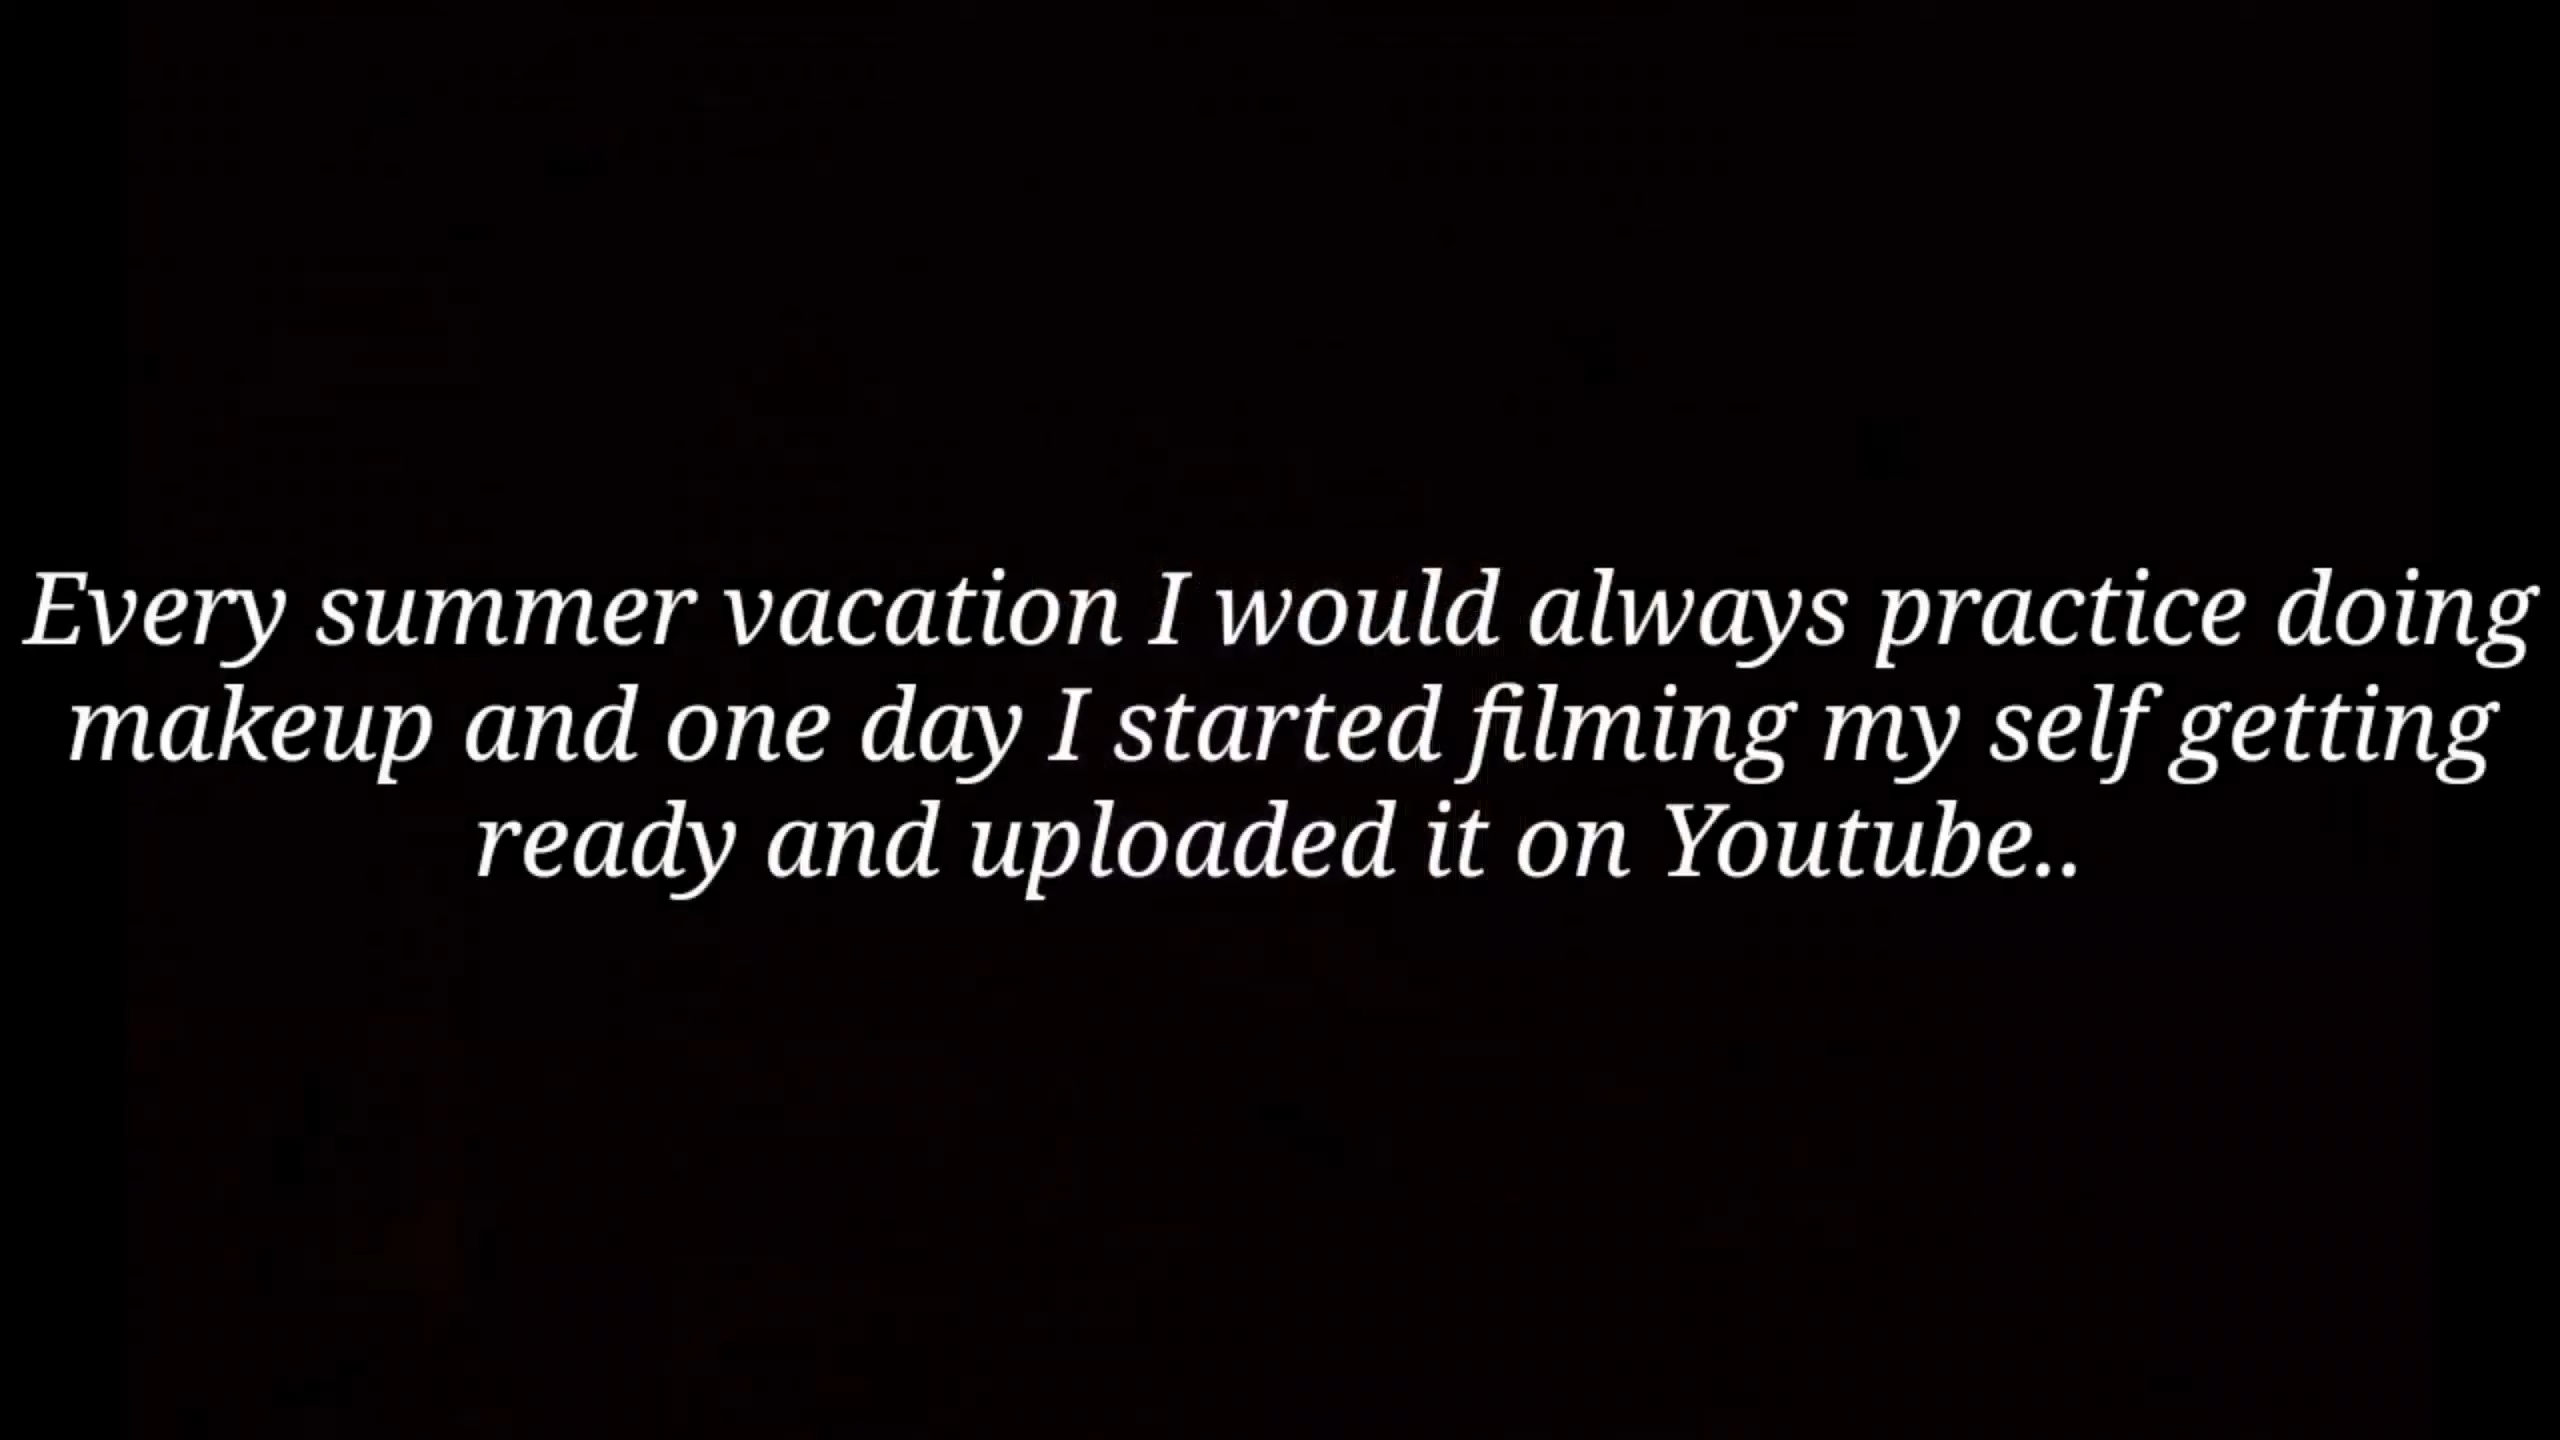 Every summer vacation I would always practice doing
makeup and one day I started filming my self getting
ready and uploaded it on Youtube..